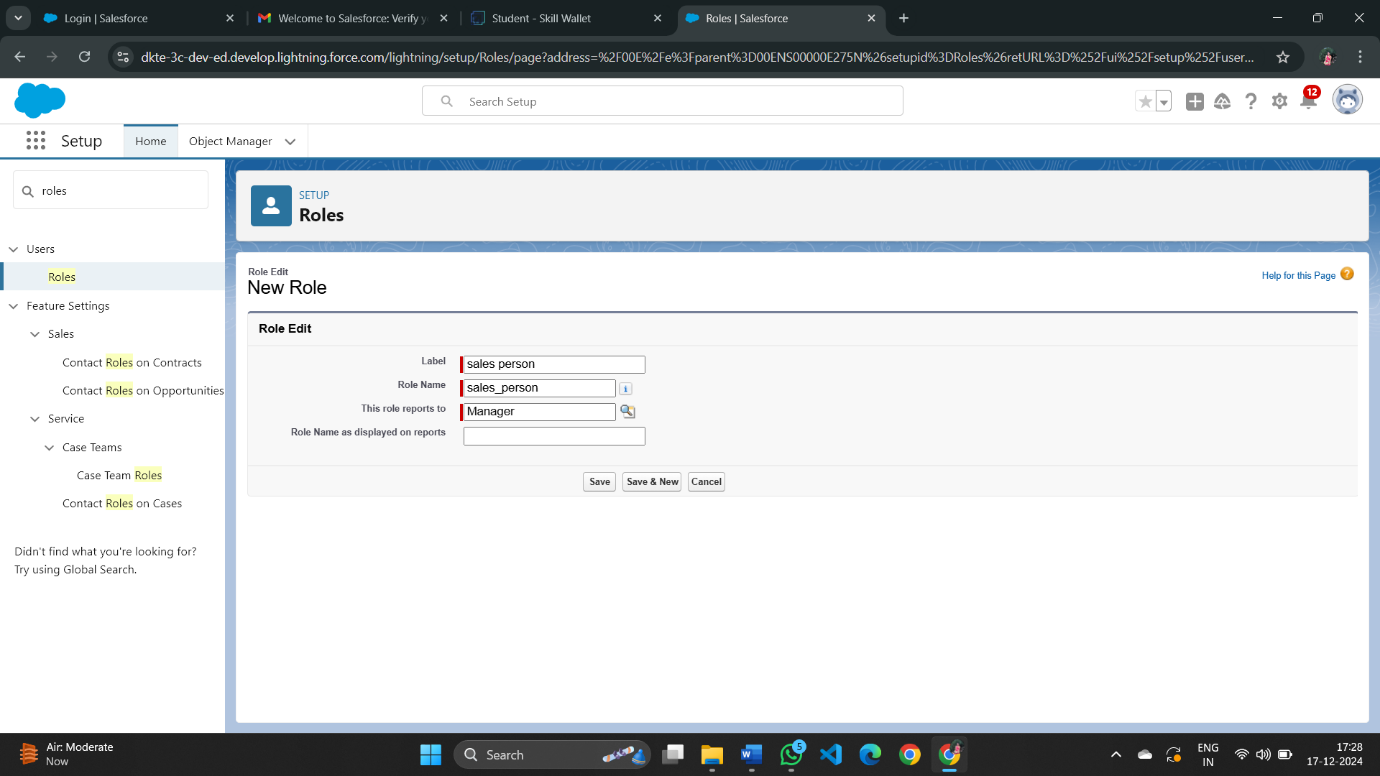 Login | Salesforce
Welcome to Salesforce: Verify y
Student - Skill Wallet
Roles | Salesforce
dkte-3c-dev-ed.develop.lightning.force.com/lightning/setup/Roles/page?address=%2F00E%2Fe%3Fparent%3D00ENS00000E275N%26setupid%3DRoles%26retURL%3D%252Fui%252Fsetup%252Fuser...
Search Setup
12
Setup
Home
Object Manager
roles
Users
Roles
Feature Settings
Sales
Contact Roles on Contracts
Contact Roles on Opportunities
Service
Case Teams
Case Team Roles
Contact Roles on Cases
Didn't find what you're looking for?
Try using Global Search.
SETUP
Roles
Role Edit
New Role
Help for this Page
Role Edit
Label
sales person
Role Name
sales_person
This role reports to
Manager
Role Name as displayed on reports
Save
Save & New
Cancel
Air: Moderate
Now
Search
5
ENG
IN
17:28
17-12-2024